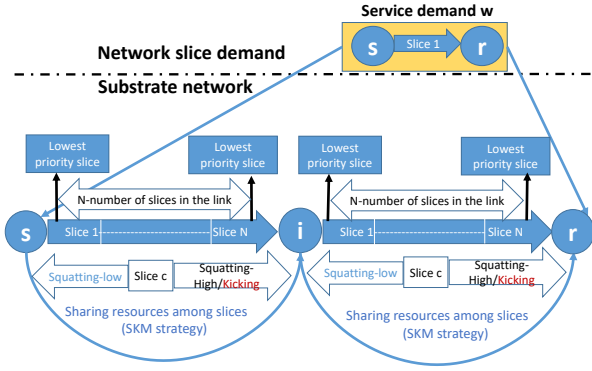 Service demand w
s
Slice 1
r
Network slice demand
Substrate network
Lowest
priority slice
Lowest
priority slice
Lowest
priority slice
Lowest
priority slice
N-number of slices in the link
N-number of slices in the link
s
Slice 1
Slice N
i
Slice 1
Slice N
r
Squatting-low
Slice c
Squatting-
High/Kicking
Squatting-low
Slice c
Squatting-
High/Kicking
Sharing resources among slices
(SKM strategy)
Sharing resources among slices
(SKM strategy)